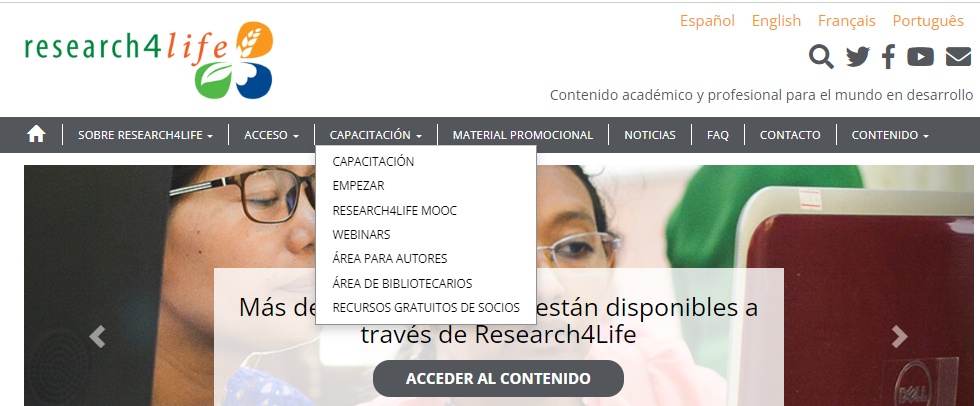 research4life
Español English Français Português
Contenido académico y profesional para el mundo en desarrollo
SOBRE RESEARCH4LIFE ACCESO CAPACITACIÓN MATERIAL PROMOCIONAL NOTICIAS FAQ CONTACTO CONTENIDO
CAPACITACIÓN
EMPEZAR
RESEARCH4LIFE MOOC
WEBINARS
ÁREA PARA AUTORES
ÁREA DE BIBLIOTECARIOS
RECURSOS GRATUITOS DE SOCIOS
Más de están disponibles a
través de Research4Life
ACCEDER AL CONTENIDO
DELL